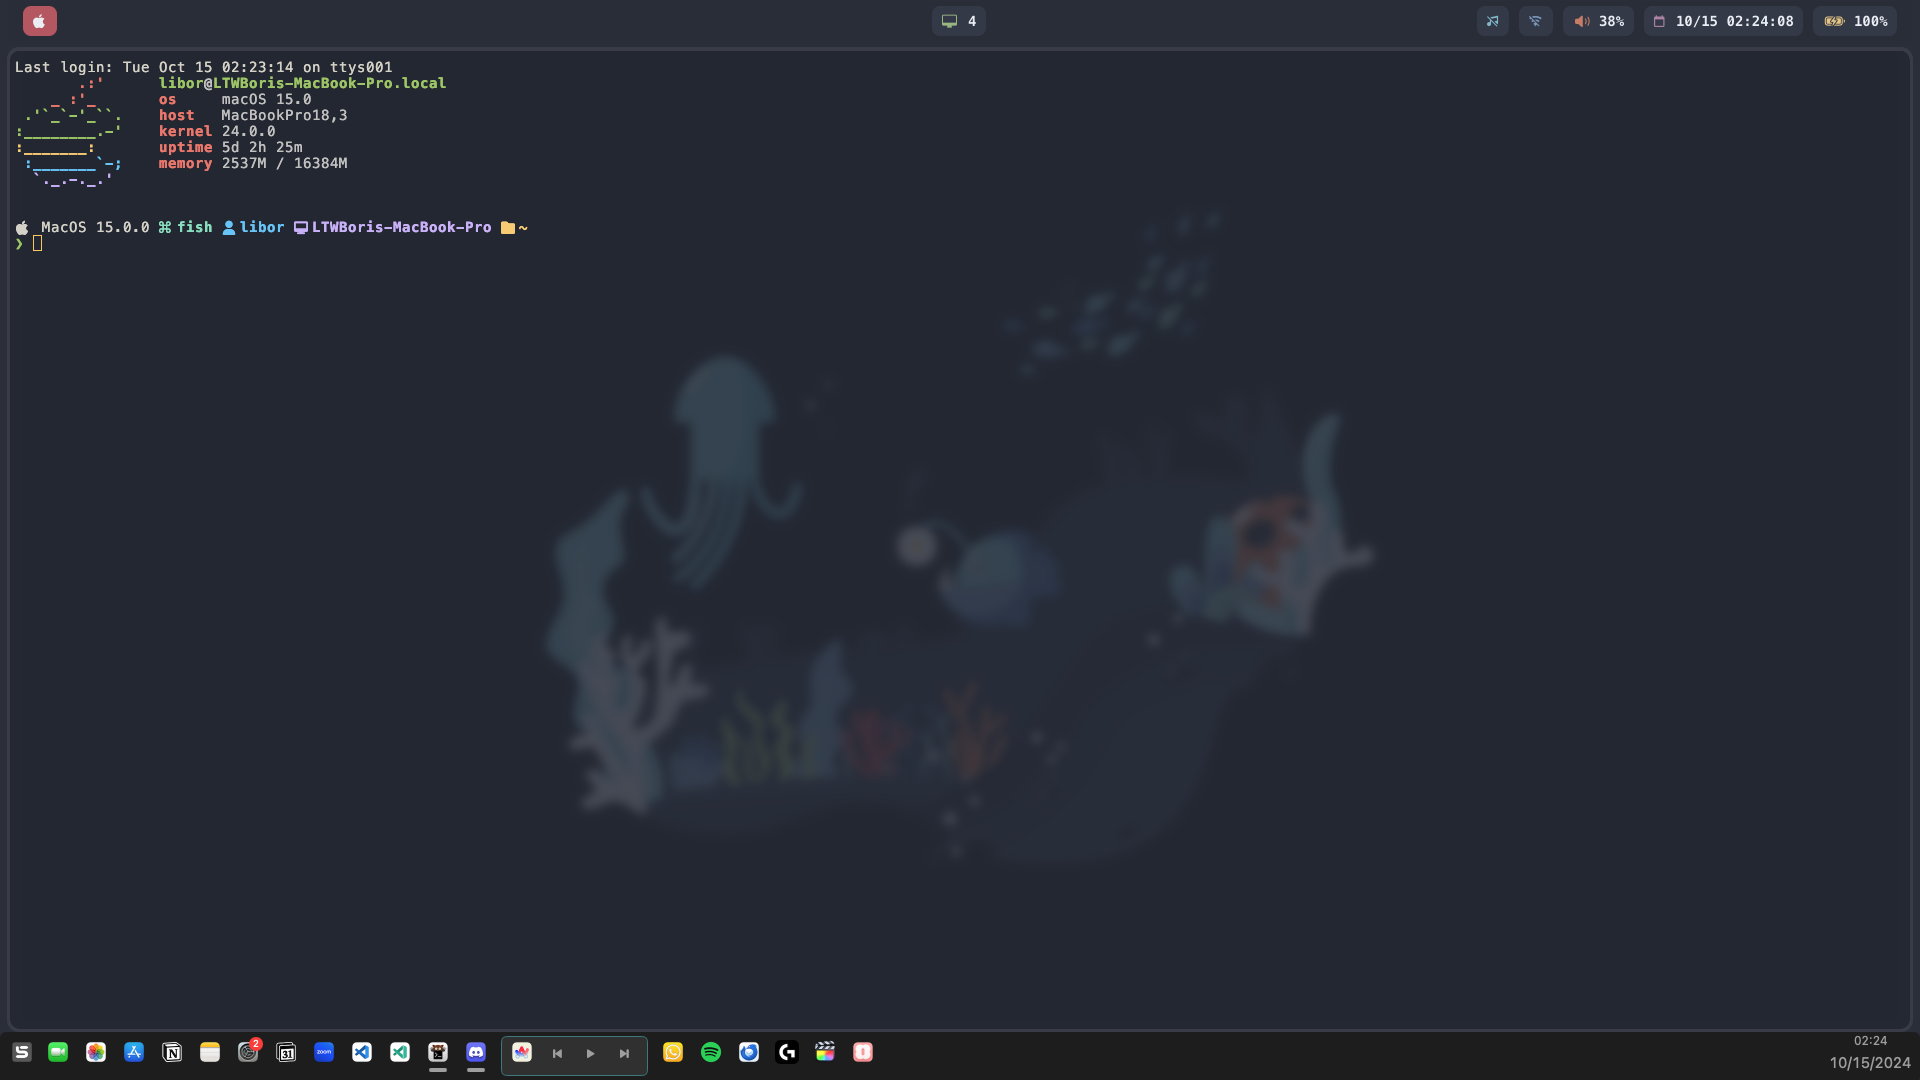 4
38%
10/15 02:24:08
100%
Last login: Tue Oct 15 02:23:14 on ttys001
libor@LTWBoris-MacBook-Pro.local
os macOS 15.0
host MacBookPro18,3
kernel 24.0.0
uptime 5d 2h 25m
memory 2537M / 16384M
MacOS 15.0.0 ⌘ fish libor LTWBoris-MacBook-Pro ~
❯
2
31
zoom
02:24
10/15/2024